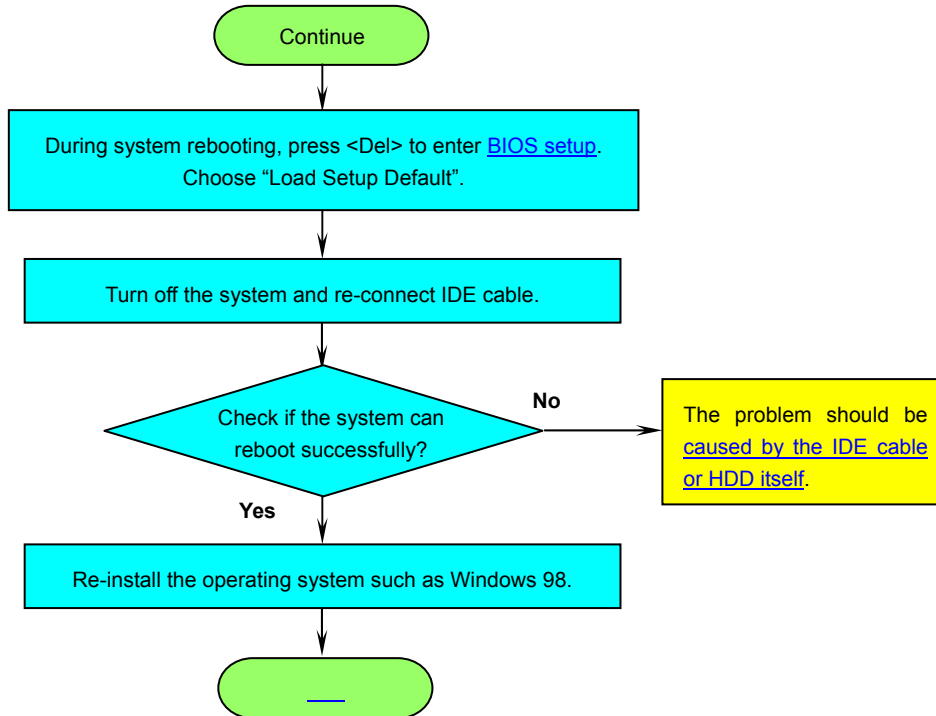 Continue
During system rebooting, press <Del> to enter BIOS setup.
Choose “Load Setup Default”.
Turn off the system and re-connect IDE cable.
Check if the system can
reboot successfully?
No
The problem should be
caused by the IDE cable
or HDD itself.
Yes
Re-install the operating system such as Windows 98.